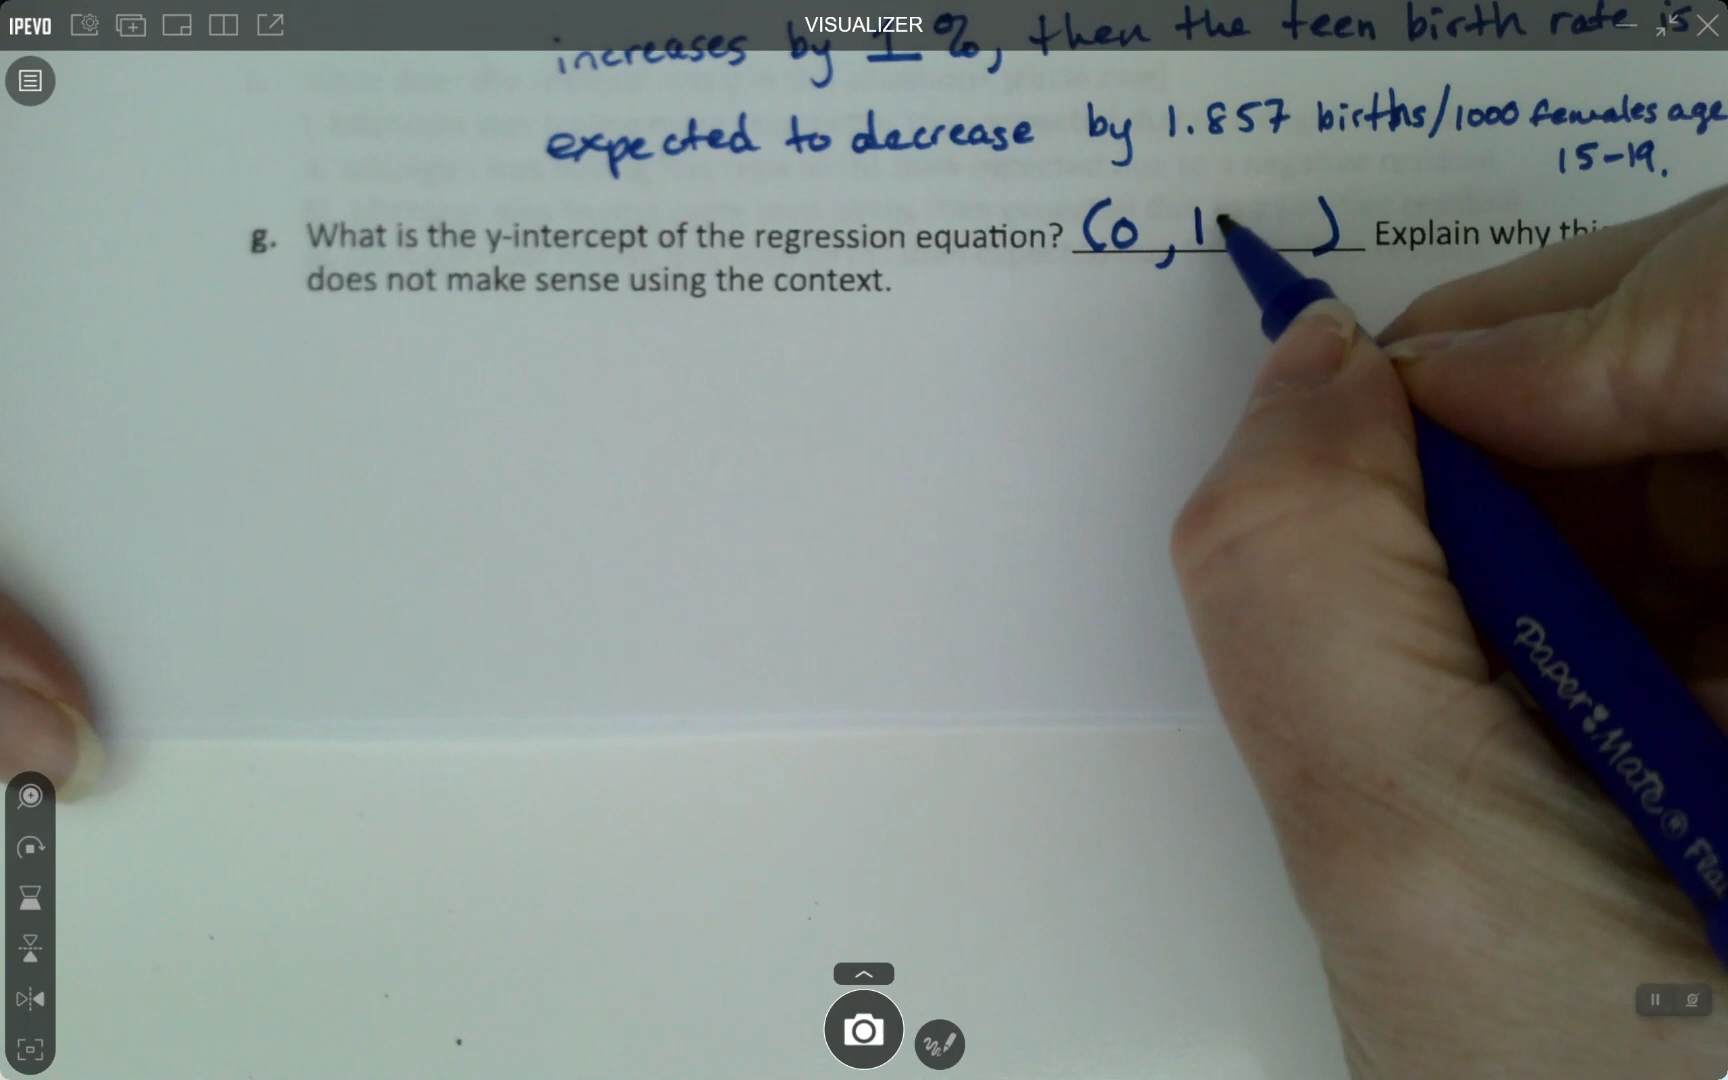 IPEVO
VISUALIZER
increases by 1%, then the teen birth rate is
expected to decrease by 1.857 births/1000 females age
15-19.
g. What is the y-intercept of the regression equation? (0, 1 ) Explain why this
does not make sense using the context.
Paper:Mate® Flai